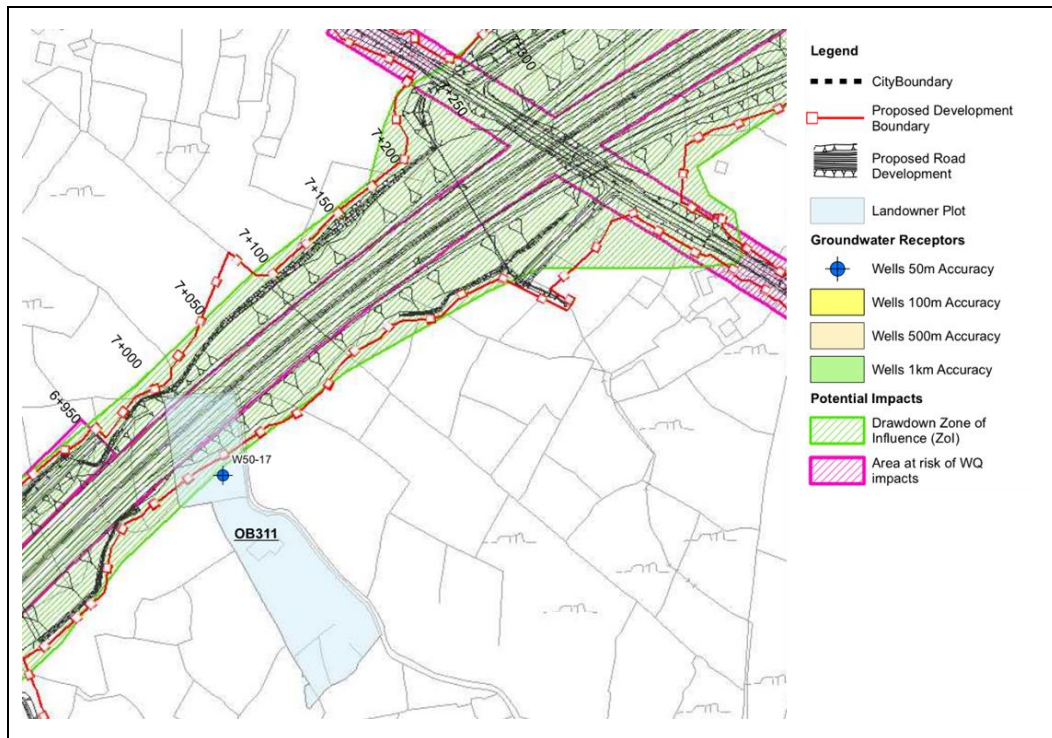 7+300
7+250
7+200
7+150
7+100
7+050
7+000
6+950
W50-17
OB311
Legend
CityBoundary
Proposed Development
Boundary
Proposed Road
Development
Landowner Plot
Groundwater Receptors
Wells 50m Accuracy
Wells 100m Accuracy
Wells 500m Accuracy
Wells 1km Accuracy
Potential Impacts
Drawdown Zone of
Influence (ZoI)
Area at risk of WQ
impacts